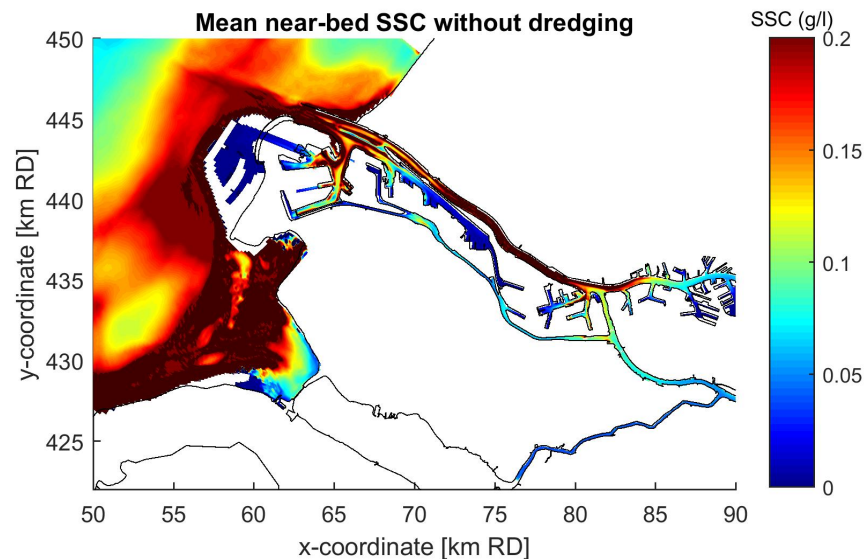 Mean near-bed SSC without dredging
SSC (g/l)
y-coordinate [km RD]
450
445
440
435
430
425
50 55 60 65 70 75 80 85 90
x-coordinate [km RD]
0.2
0.15
0.1
0.05
0